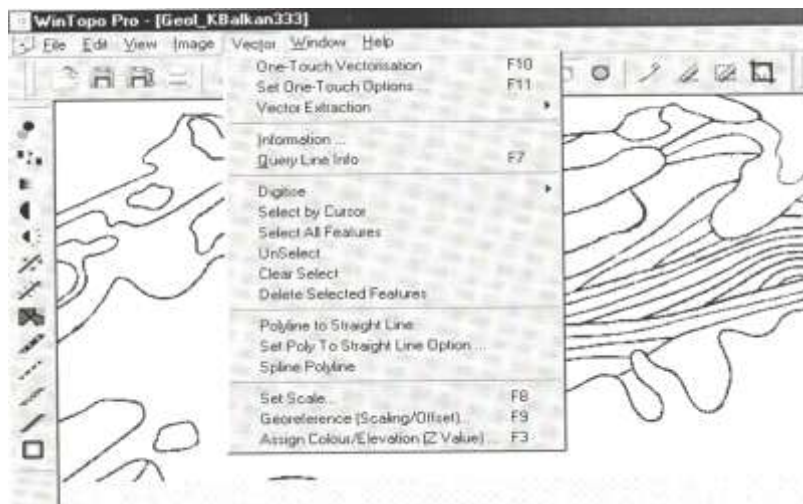 WinTopo Pro - [Geol_KBalkan333]
File Edit View Image Vector Window Help
One-Touch Vectorisation F10
Set One-Touch Options F11
Vector Extraction
Information ...
Query Line Info F7
Digitise
Select by Cursor
Select All Features
UnSelect
Clear Select
Delete Selected Features
Polyline to Straight Line
Set Poly To Straight Line Option ...
Spline Polyline
Set Scale... F8
Georeference (Scaling/Offset)... F9
Assign Colour/Elevation (Z Value)... F3